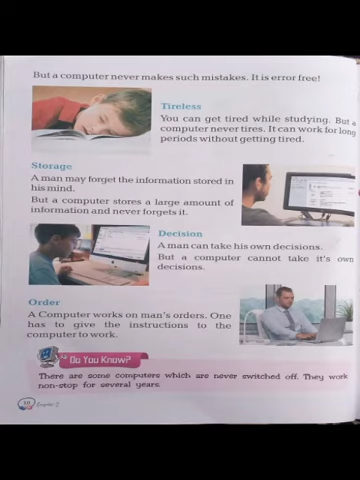 But a computer never makes such mistakes. It is error free!
Tireless
You can get tired while studying. But a
computer never tires. It can work for long
periods without getting tired.
Storage
A man may forget the information stored in
his mind.
But a computer stores a large amount of
information and never forgets it.
Decision
A man can take his own decisions.
But a computer cannot take it's own
decisions.
Order
A Computer works on man's orders. One
has to give the instructions to the
computer to work.
Do You Know?
There are some computers which are never switched off. They work
non-stop for several years.